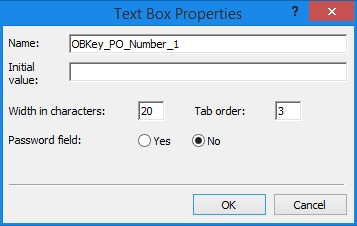 Text Box Properties ? ×
Name: OBKey_PO_Number_1
Initial
value:
Width in characters: 20 Tab order: 3
Password field: Yes No
OK Cancel